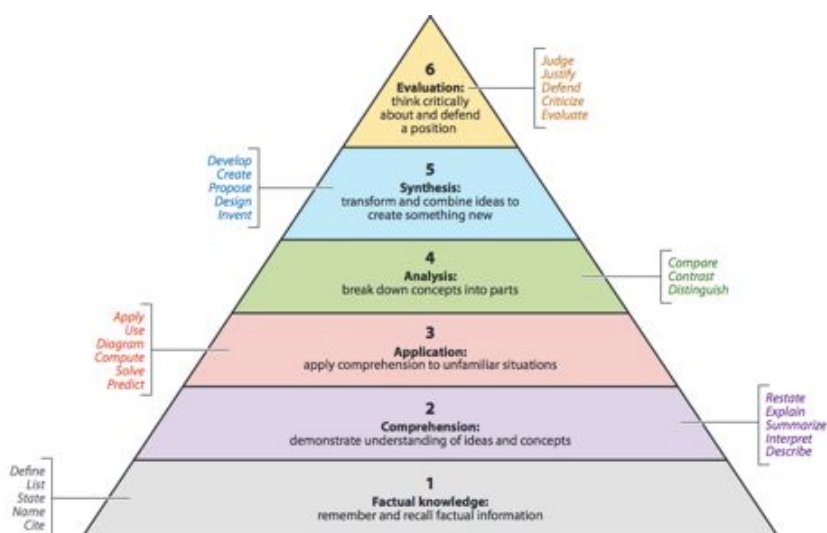 6
Evaluation:
think critically
about and defend
a position
Judge
Justify
Defend
Criticize
Evaluate
Develop
Create
Propose
Design
Invent
5
Synthesis:
transform and combine ideas to
create something new
4
Analysis:
break down concepts into parts
Compare
Contrast
Distinguish
Apply
Use
Diagram
Compute
Solve
Predict
3
Application:
apply comprehension to unfamiliar situations
2
Comprehension:
demonstrate understanding of ideas and concepts
Restate
Explain
Summarize
Interpret
Describe
Define
List
State
Name
Cite
1
Factual knowledge:
remember and recall factual information